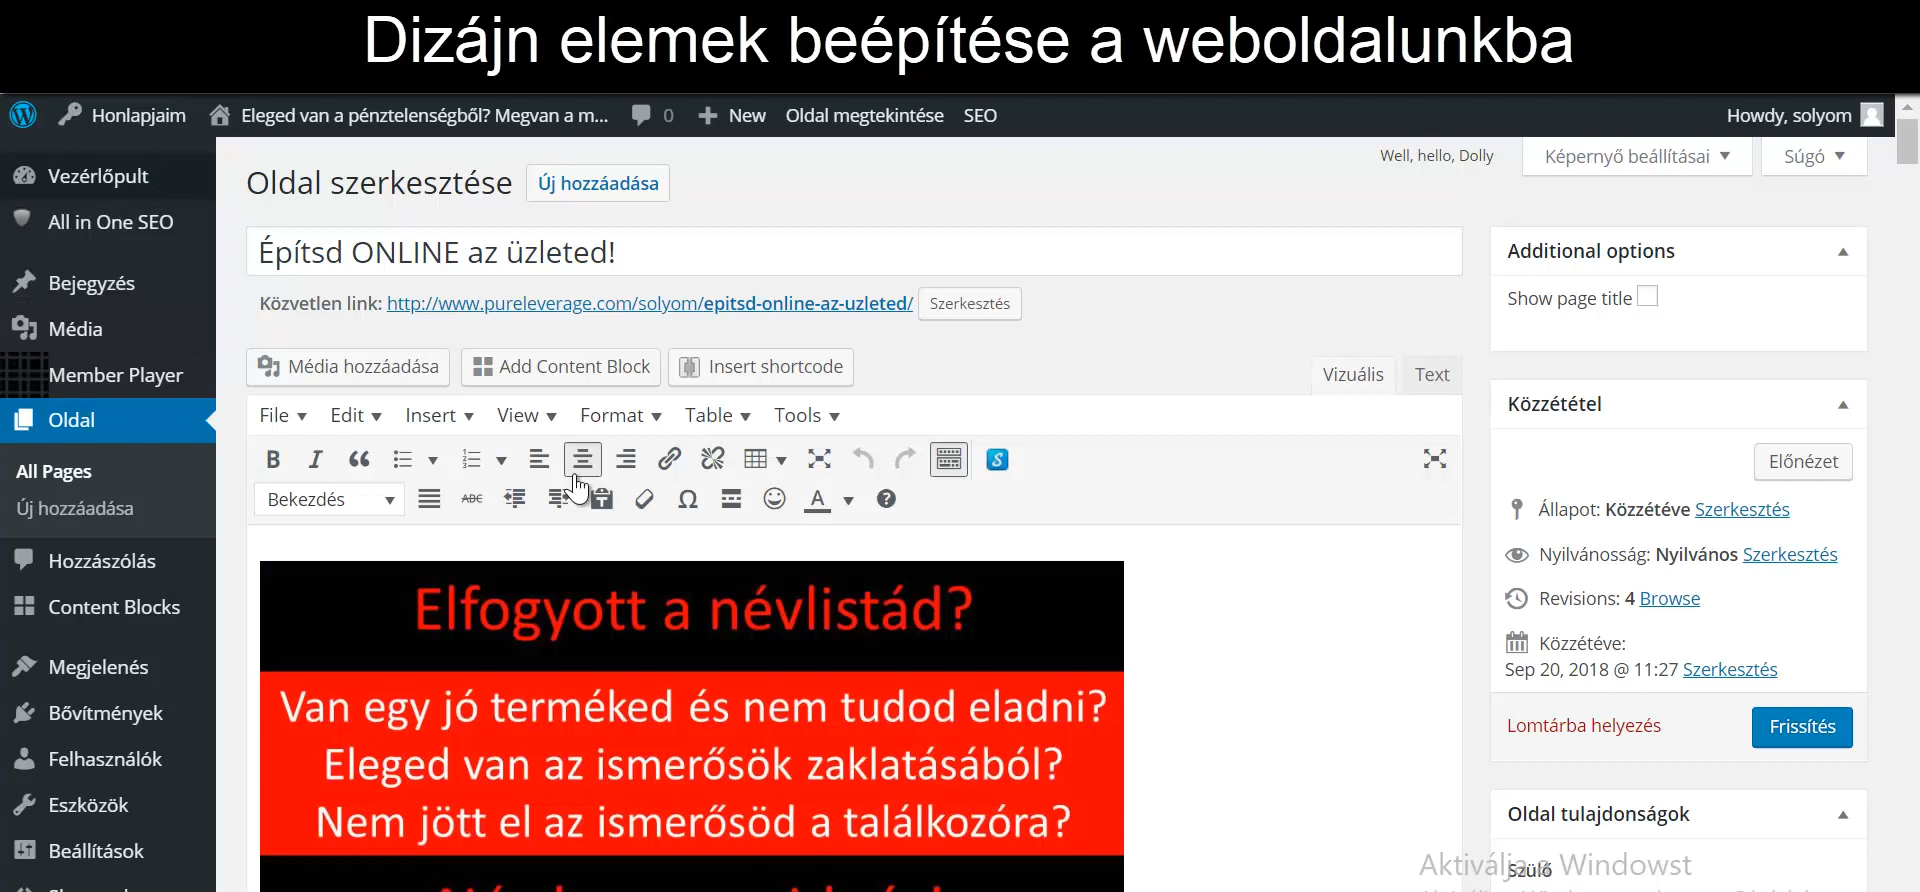 Dizájn elemek beépítése a weboldalunkba
Honlapjaim
Eleged van a pénztelenségből? Megvan a m...
0
New
Oldal megtekintése
SEO
Howdy, solyom
Vezérlőpult
All in One SEO
Bejegyzés
Média
Member Player
Oldal
All Pages
Új hozzáadása
Hozzászólás
Content Blocks
Megjelenés
Bővítmények
Felhasználók
Eszközök
Beállítások
Well, hello, Dolly
Képernyő beállításai
Súgó
Oldal szerkesztése
Új hozzáadása
Építsd ONLINE az üzleted!
Közvetlen link: http://www.pureleverage.com/solyom/epitsd-online-az-uzleted/
Szerkesztés
Média hozzáadása
Add Content Block
Insert shortcode
Vizuális
Text
File
Edit
Insert
View
Format
Table
Tools
Bekezdés
Elfogyott a névlistád?
Van egy jó terméked és nem tudod eladni?
Eleged van az ismerősök zaklatásából?
Nem jött el az ismerősöd a találkozóra?
Additional options
Show page title
Közzététel
Előnézet
Állapot: Közzétéve Szerkesztés
Nyilvánosság: Nyilvános Szerkesztés
Revisions: 4 Browse
Közzétéve:
Sep 20, 2018 @ 11:27 Szerkesztés
Lomtárba helyezés
Frissítés
Oldal tulajdonságok
Szülő
Aktiválja a Windowst